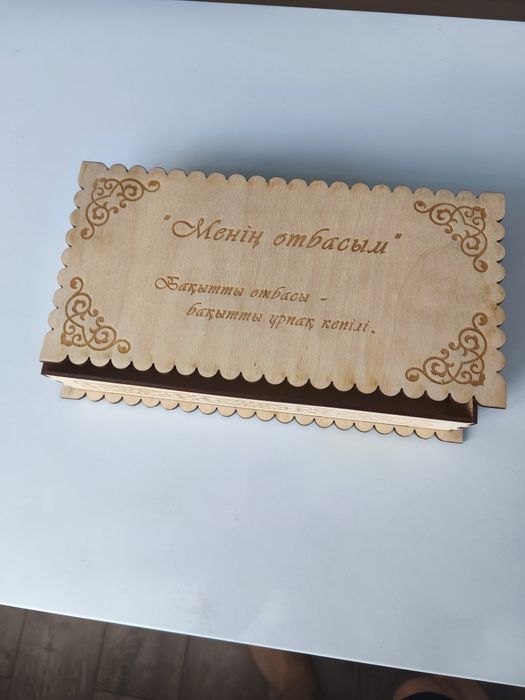 "Менің отбасым"
Бақытты отбасы -
бақытты ұрпақ кепілі.